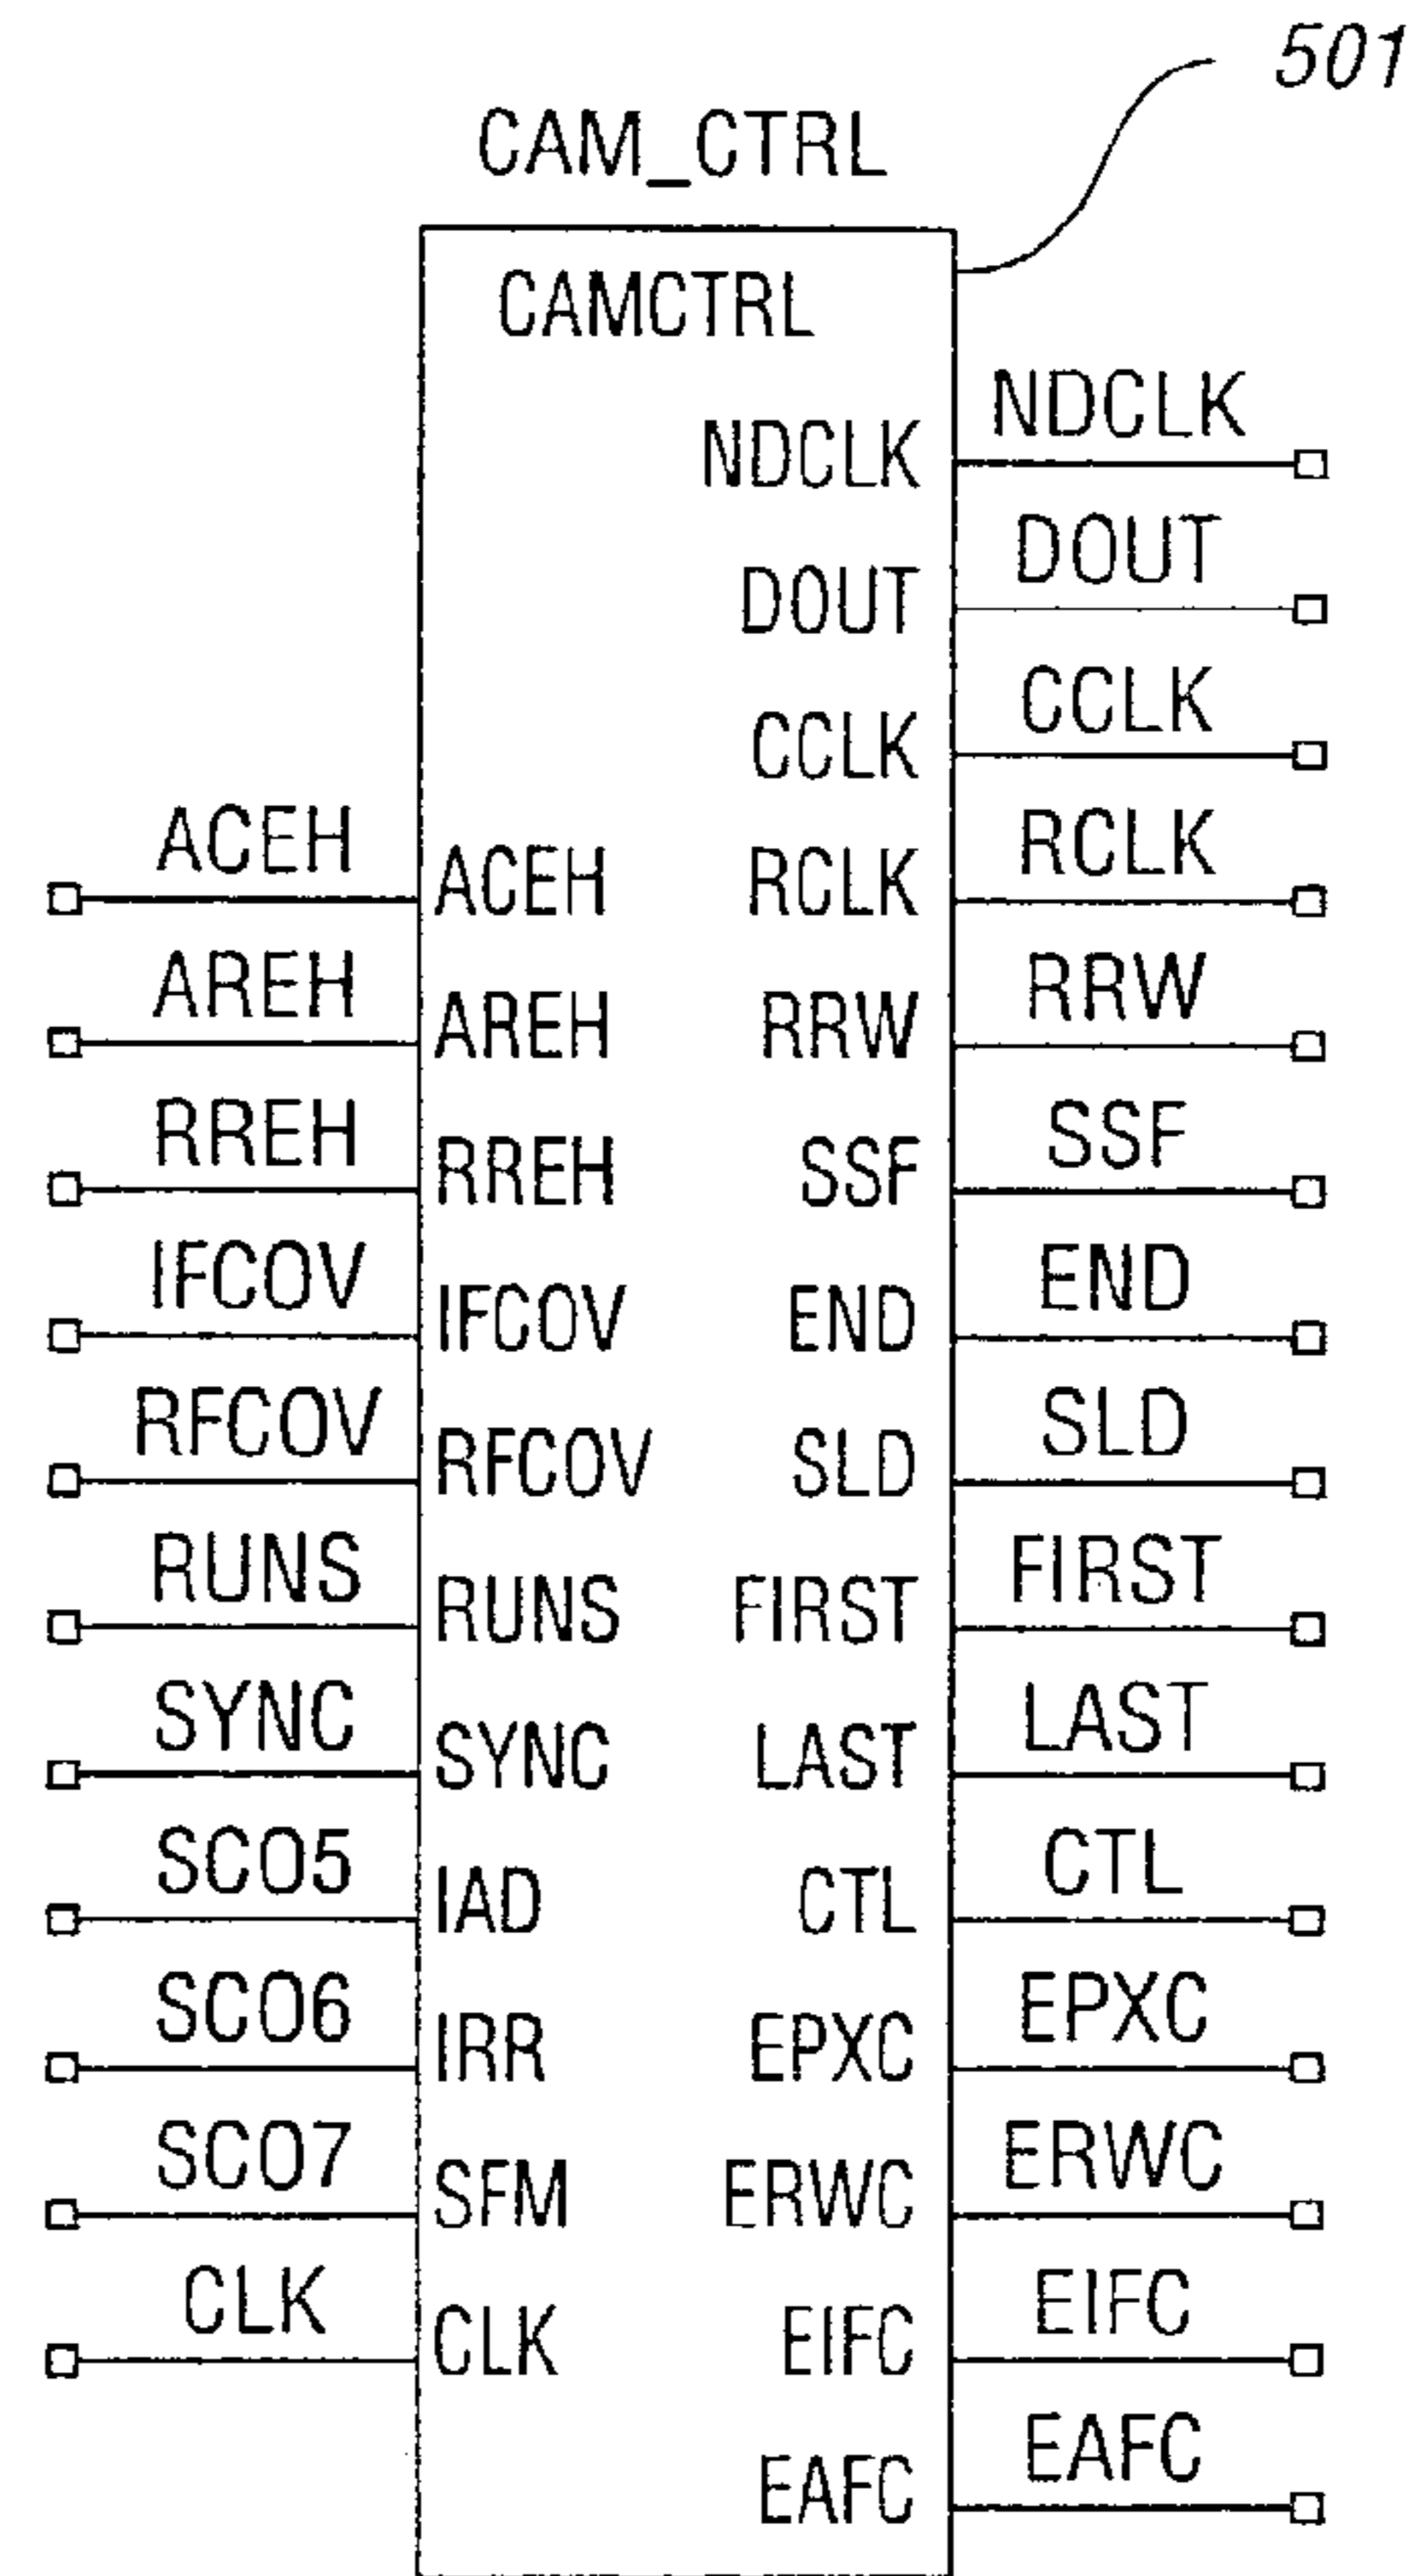 501
CAM_CTRL
CAMCTRL
NDCLK NDCLK
DOUT DOUT
CCLK CCLK
ACEH ACEH RCLK RCLK
AREH AREH RRW RRW
RREH RREH SSF SSF
IFCOV IFCOV END END
RFCOV RFCOV SLD SLD
RUNS RUNS FIRST FIRST
SYNC SYNC LAST LAST
SCO5 IAD CTL CTL
SCO6 IRR EPXC EPXC
SCO7 SFM ERWC ERWC
CLK CLK EIFC EIFC
EAFC EAFC